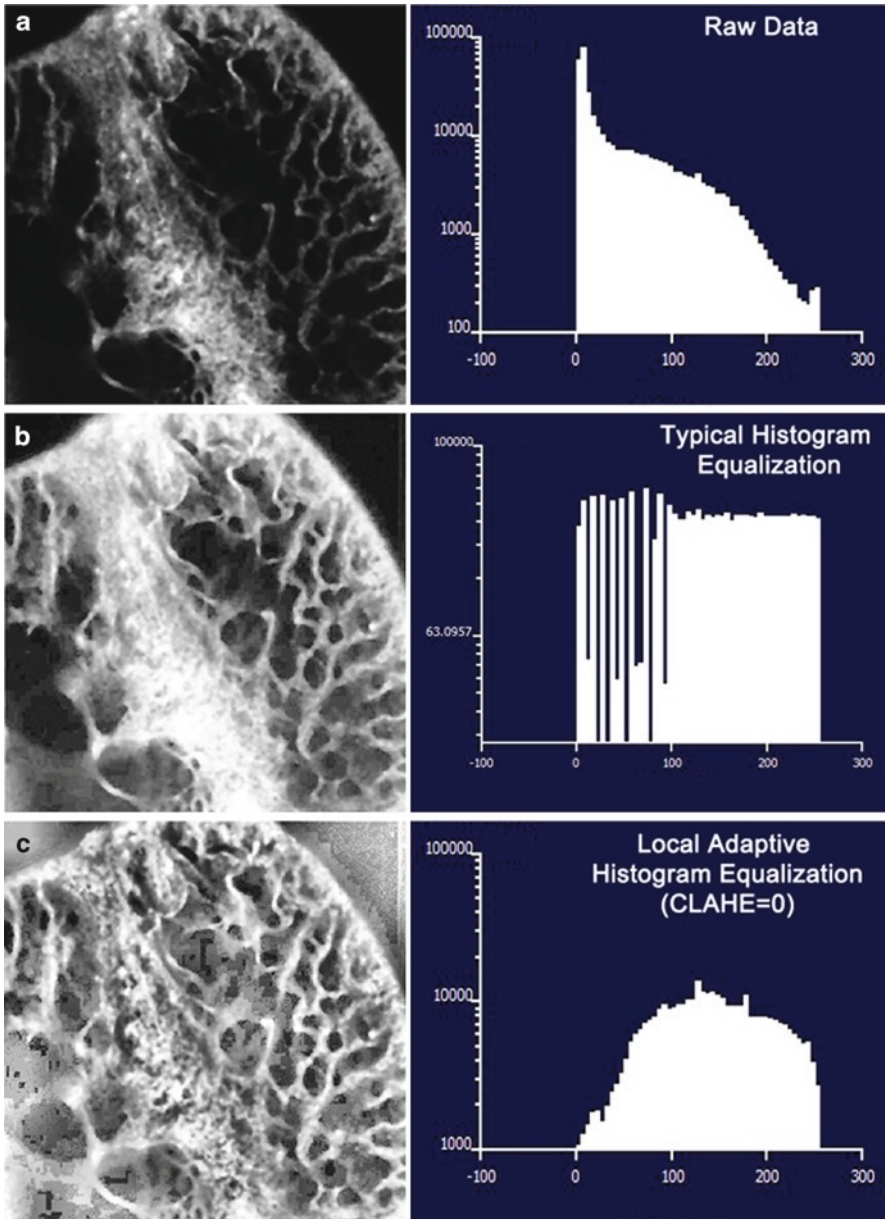 a
Raw Data
100000
10000
1000
100
-100 0 100 200 300
b
Typical Histogram
Equalization
100000
63.0957
-100 0 100 200 300
c
Local Adaptive
Histogram Equalization
(CLAHE=0)
100000
10000
1000
-100 0 100 200 300